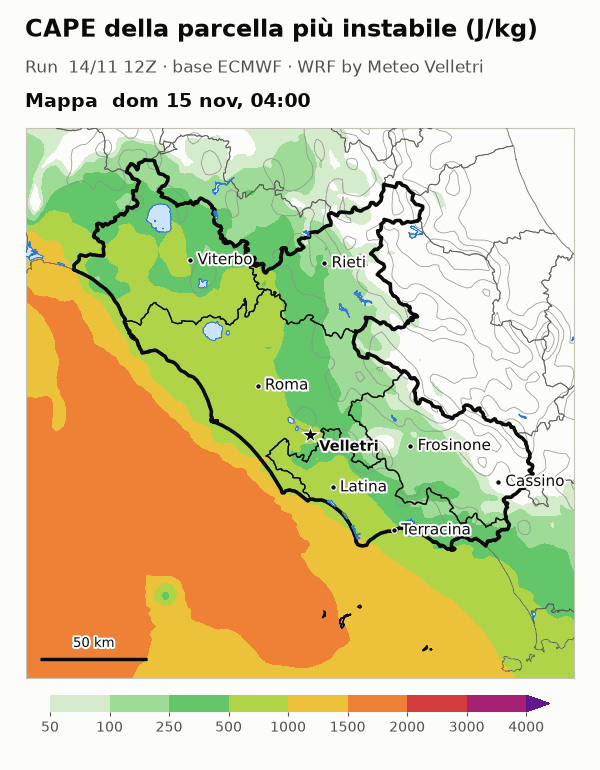 CAPE della parcella più instabile (J/kg)
Run  14/11 12Z · base ECMWF · WRF by Meteo Velletri
Mappa  dom 15 nov, 04:00
Viterbo
Rieti
Roma
Velletri
Frosinone
Cassino
Latina
Terracina
50 km
50 100 250 500 1000 1500 2000 3000 4000